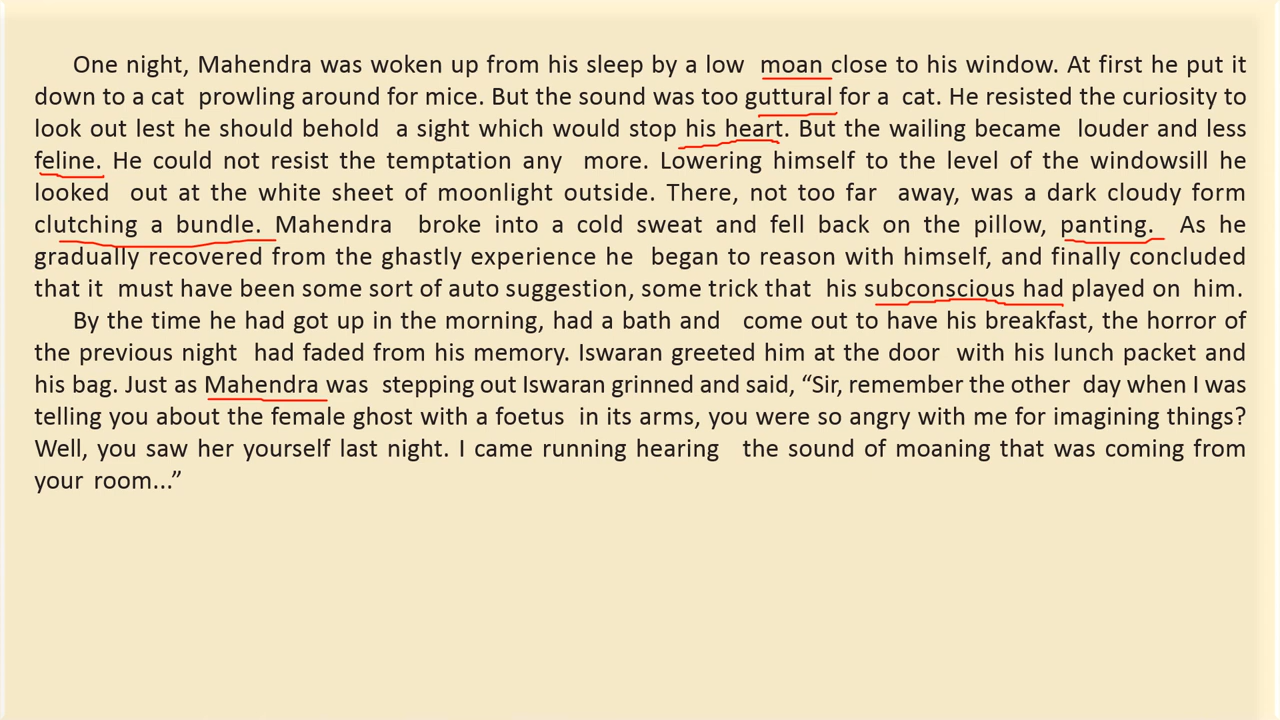 One night, Mahendra was woken up from his sleep by a low moan close to his window. At first he put it
down to a cat prowling around for mice. But the sound was too guttural for a cat. He resisted the curiosity to
look out lest he should behold a sight which would stop his heart. But the wailing became louder and less
feline. He could not resist the temptation any more. Lowering himself to the level of the windowsill he
looked out at the white sheet of moonlight outside. There, not too far away, was a dark cloudy form
clutching a bundle. Mahendra broke into a cold sweat and fell back on the pillow, panting. As he
gradually recovered from the ghastly experience he began to reason with himself, and finally concluded
that it must have been some sort of auto suggestion, some trick that his subconscious had played on him.
By the time he had got up in the morning, had a bath and come out to have his breakfast, the horror of
the previous night had faded from his memory. Iswaran greeted him at the door with his lunch packet and
his bag. Just as Mahendra was stepping out Iswaran grinned and said, “Sir, remember the other day when I was
telling you about the female ghost with a foetus in its arms, you were so angry with me for imagining things?
Well, you saw her yourself last night. I came running hearing the sound of moaning that was coming from
your room...”